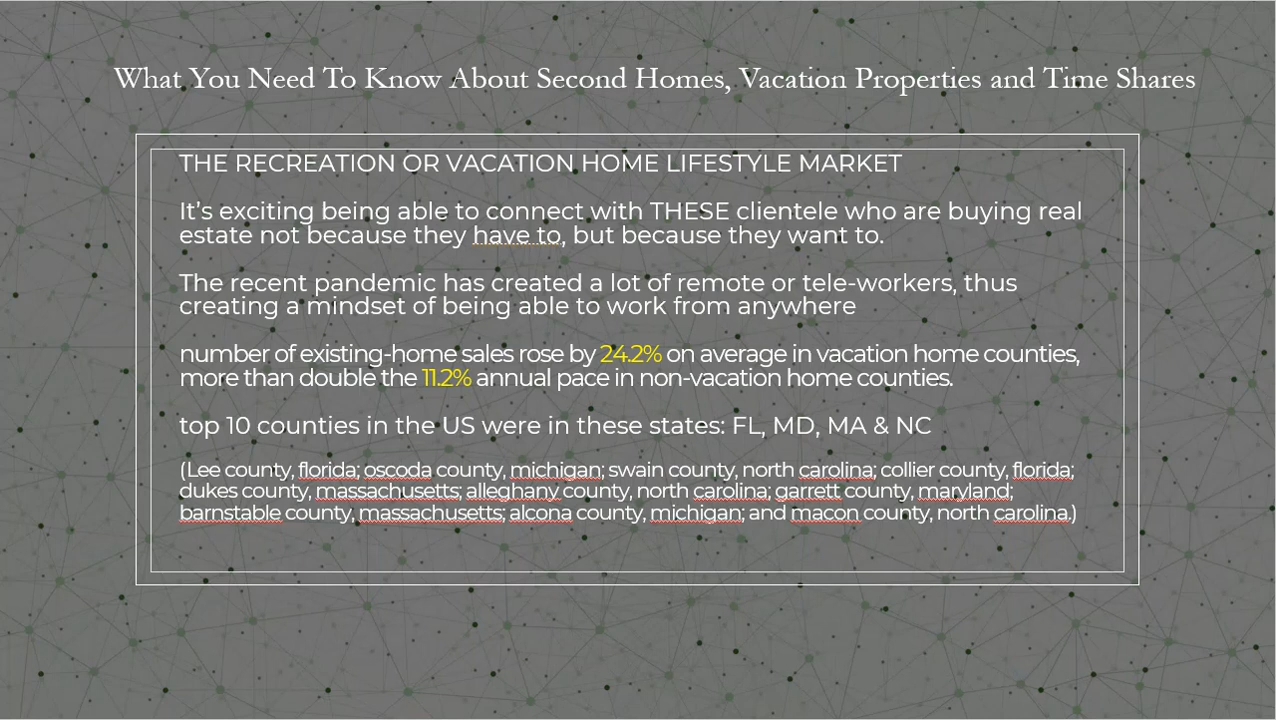 What You Need To Know About Second Homes, Vacation Properties and Time Shares
THE RECREATION OR VACATION HOME LIFESTYLE MARKET
It's exciting being able to connect with THESE clientele who are buying real
estate not because they have to, but because they want to.
The recent pandemic has created a lot of remote or tele-workers, thus
creating a mindset of being able to work from anywhere
number of existing-home sales rose by 24.2% on average in vacation home counties,
more than double the 11.2% annual pace in non-vacation home counties.
top 10 counties in the US were in these states: FL, MD, MA & NC
(Lee county, florida; oscoda county, michigan; swain county, north carolina; collier county, florida;
dukes county, massachusetts; alleghany county, north carolina; garrett county, maryland;
barnstable county, massachusetts; alcona county, michigan; and macon county, north carolina.)